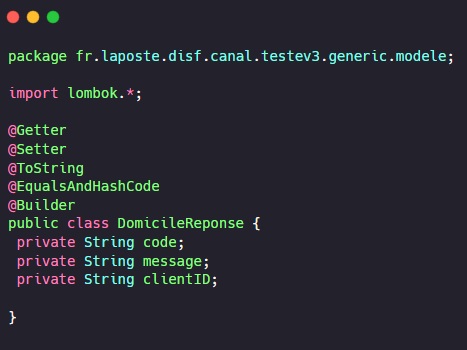 package fr.laposte.disf.canal.testev3.generic.modele;
import lombok.*;
@Getter
@Setter
@ToString
@EqualsAndHashCode
@Builder
public class DomicileReponse {
private String code;
private String message;
private String clientID;
}